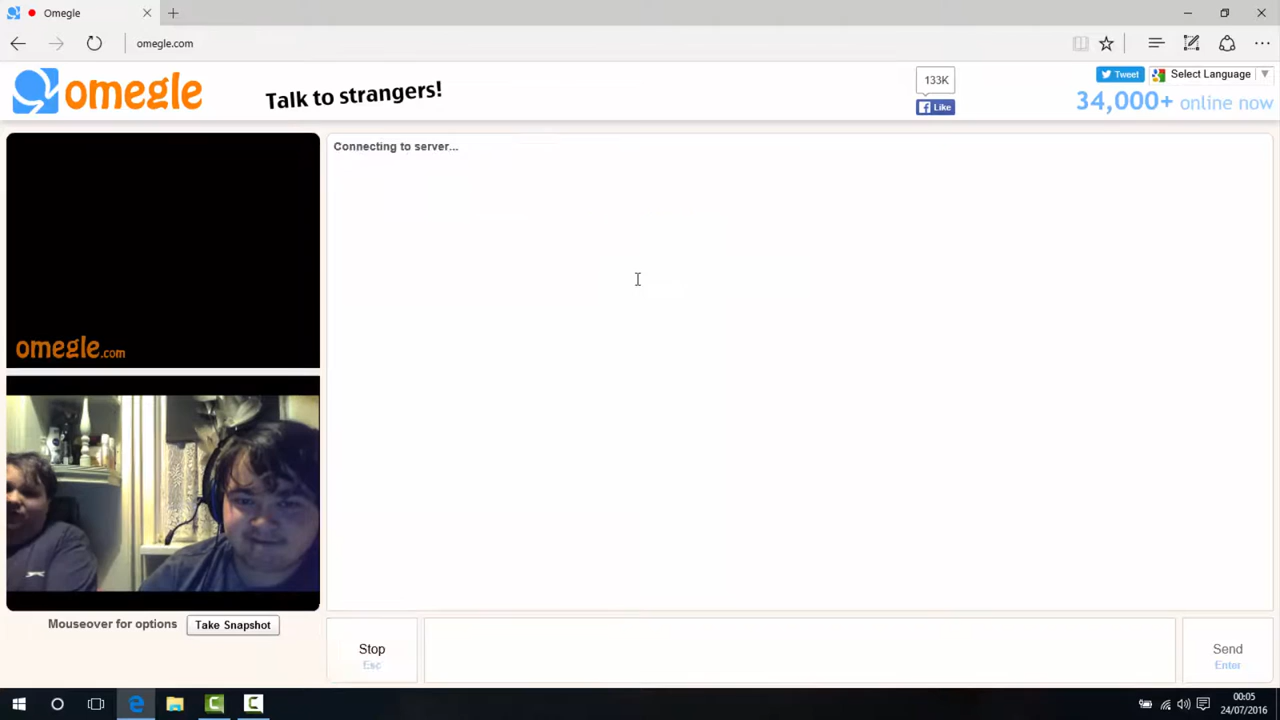 Omegle
omegle.com
omegle
Talk to strangers!
133K
Like
Tweet
Select Language
34,000+ online now
Connecting to server...
omegle.com
Mouseover for options
Take Snapshot
Stop
Esc
Send
Enter
00:05
24/07/2016